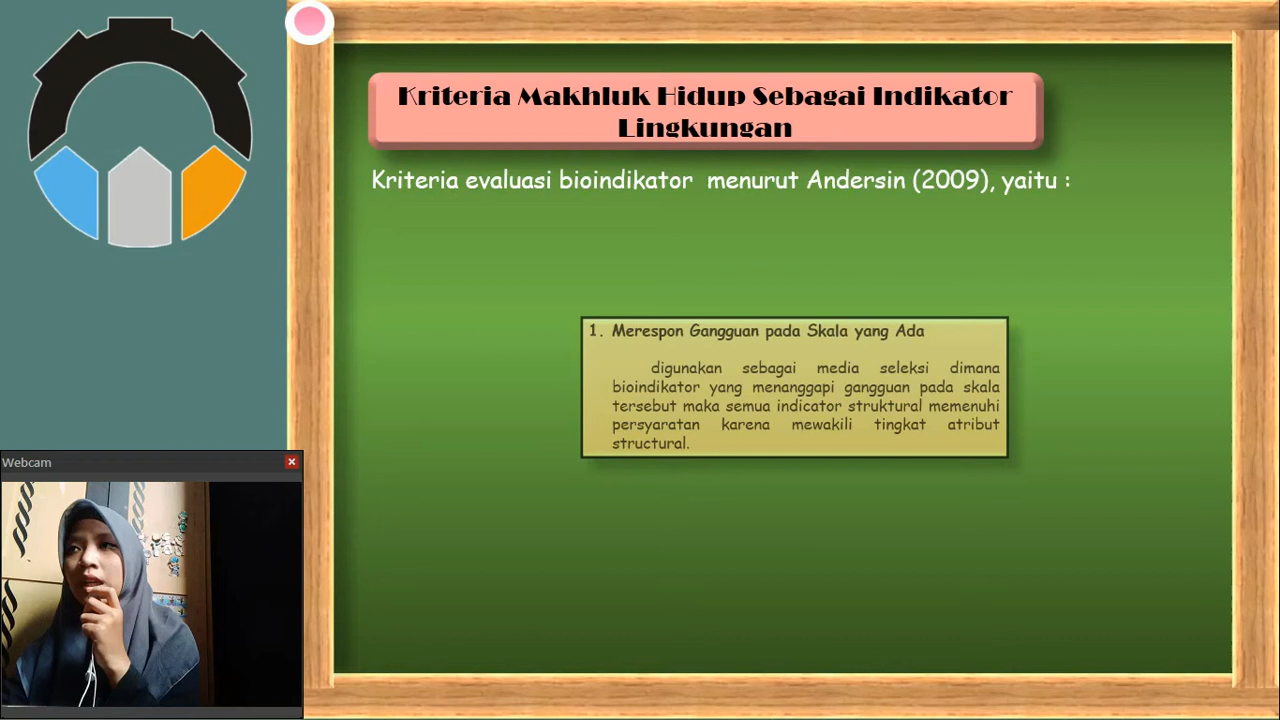 Kriteria Makhluk Hidup Sebagai Indikator
Lingkungan
Kriteria evaluasi bioindikator menurut Andersin (2009), yaitu :
1. Merespon Gangguan pada Skala yang Ada
digunakan sebagai media seleksi dimana
bioindikator yang menanggapi gangguan pada skala
tersebut maka semua indicator struktural memenuhi
persyaratan karena mewakili tingkat atribut
structural.
Webcam